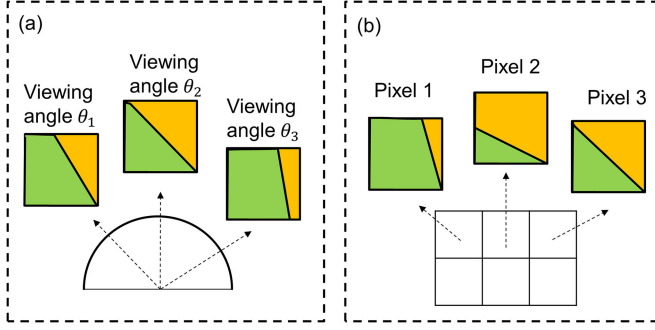 (a)
Viewing
angle θ₁
Viewing
angle θ₂
Viewing
angle θ₃
(b)
Pixel 1
Pixel 2
Pixel 3